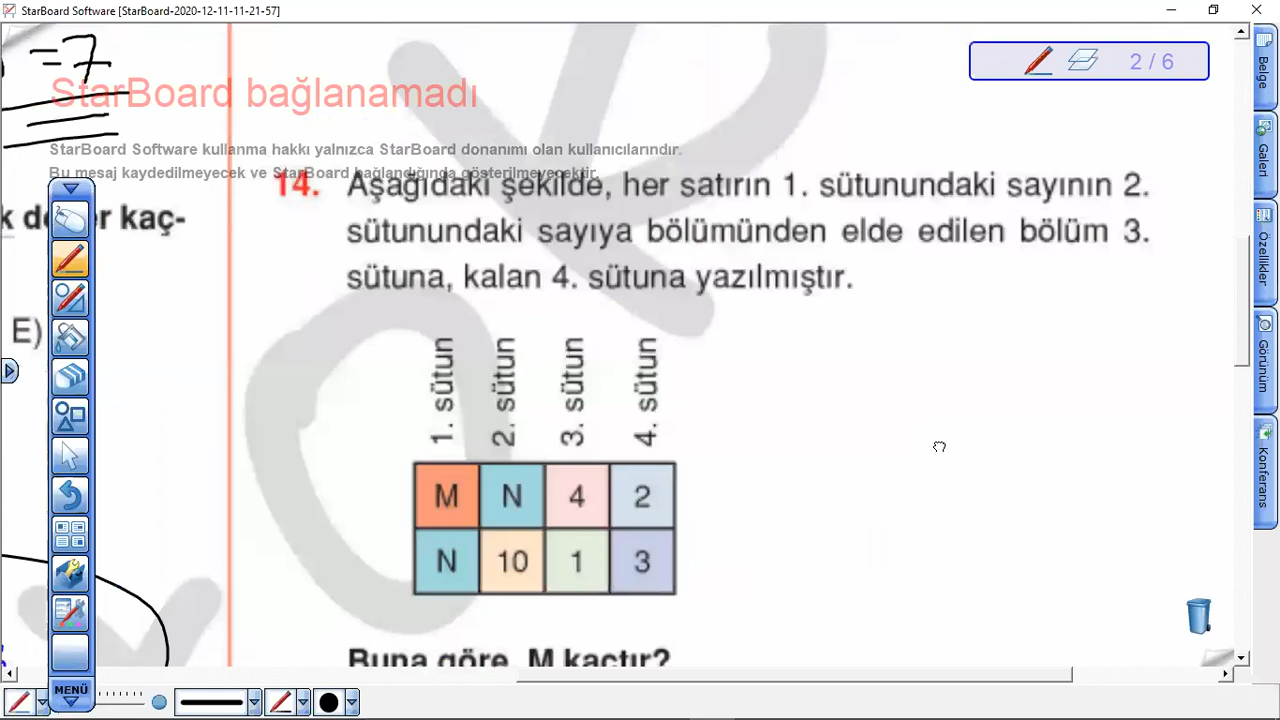 StarBoard Software [StarBoard-2020-12-11-11-21-57]
=7
StarBoard bağlanamadı
2 / 6
StarBoard Software kullanma hakkı yalnızca StarBoard donanımı olan kullanıcılarındır.
Bu mesaj kaydedilmeyecek ve StarBoard bağlandığında gösterilmeyecektir.
14. Aşağıdaki şekilde, her satırın 1. sütunundaki sayının 2.
sütunundaki sayıya bölümünden elde edilen bölüm 3.
sütuna, kalan 4. sütuna yazılmıştır.
kaç-
E)
1. sütun 2. sütun 3. sütun 4. sütun
M N 4 2
N 10 1 3
Buna göre, M kaçtır?
MENÜ
Belge
Galeri
Özellikler
Görünüm
Konferans